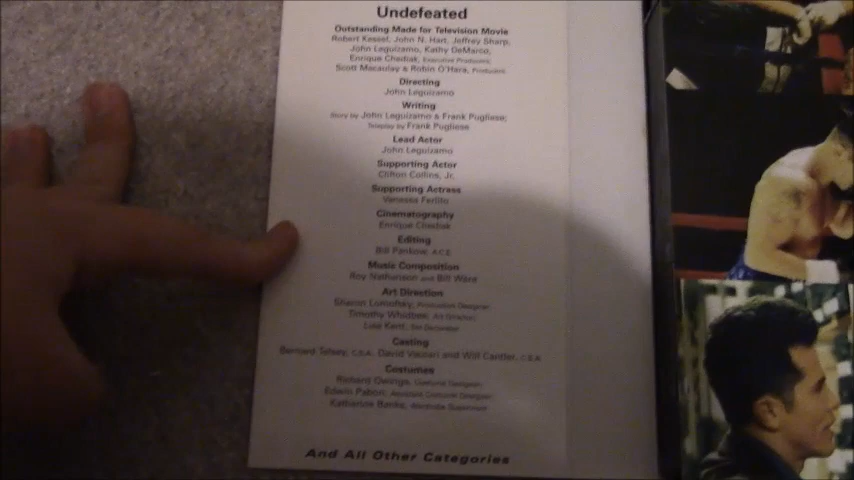 Undefeated
Outstanding Made for Television Movie
Robert Kessel, John N. Hart, Jeffrey Sharp,
John Leguizamo, Kathy DeMarco,
Enrique Chediak, Executive Producers;
Scott Macaulay & Robin O'Hara, Producers
Directing
John Leguizamo
Writing
Story by John Leguizamo & Frank Pugliese;
Teleplay by Frank Pugliese
Lead Actor
John Leguizamo
Supporting Actor
Clifton Collins, Jr.
Supporting Actress
Vanessa Ferlito
Cinematography
Enrique Chediak
Editing
Bill Pankow, A.C.E.
Music Composition
Roy Nathanson and Bill Ware
Art Direction
Sharon Lomofsky, Production Designer;
Timothy Whidbee, Art Director;
Lisa Kent, Set Decorator
Casting
Bernard Telsey, C.S.A., David Vaccari and Will Cantler, C.S.A.
Costumes
Richard Owings, Costume Designer;
Edwin Pabon, Assistant Costume Designer;
Katharine Banks, Wardrobe Supervisor
And All Other Categories